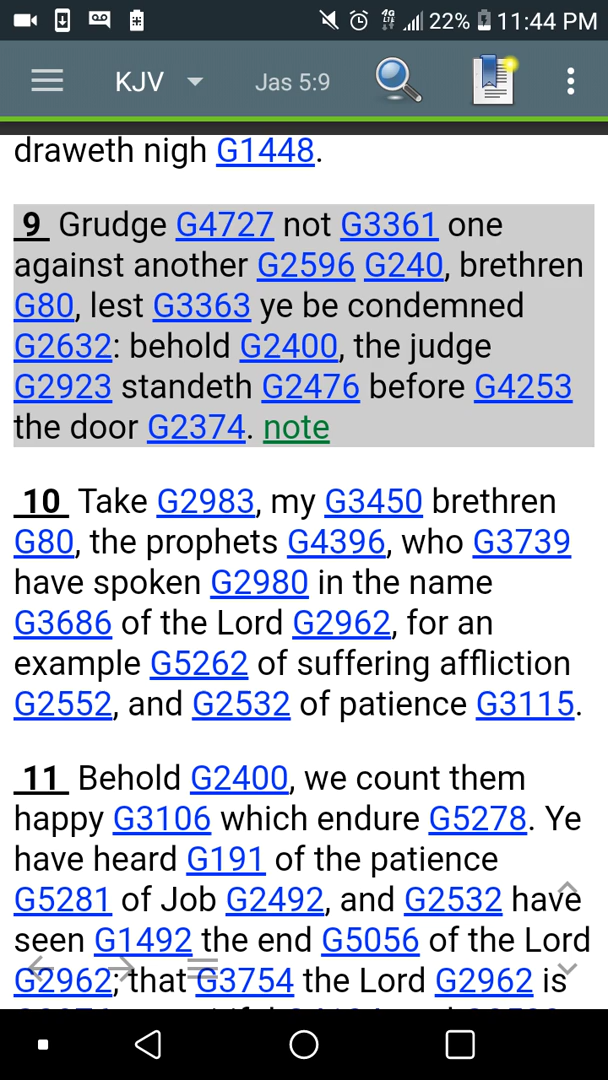 22% 11:44 PM
KJV Jas 5:9
draweth nigh G1448.
9 Grudge G4727 not G3361 one
against another G2596 G240, brethren
G80, lest G3363 ye be condemned
G2632: behold G2400, the judge
G2923 standeth G2476 before G4253
the door G2374. note
10 Take G2983, my G3450 brethren
G80, the prophets G4396, who G3739
have spoken G2980 in the name
G3686 of the Lord G2962, for an
example G5262 of suffering affliction
G2552, and G2532 of patience G3115.
11 Behold G2400, we count them
happy G3106 which endure G5278. Ye
have heard G191 of the patience
G5281 of Job G2492, and G2532 have
seen G1492 the end G5056 of the Lord
G2962; that G3754 the Lord G2962 is